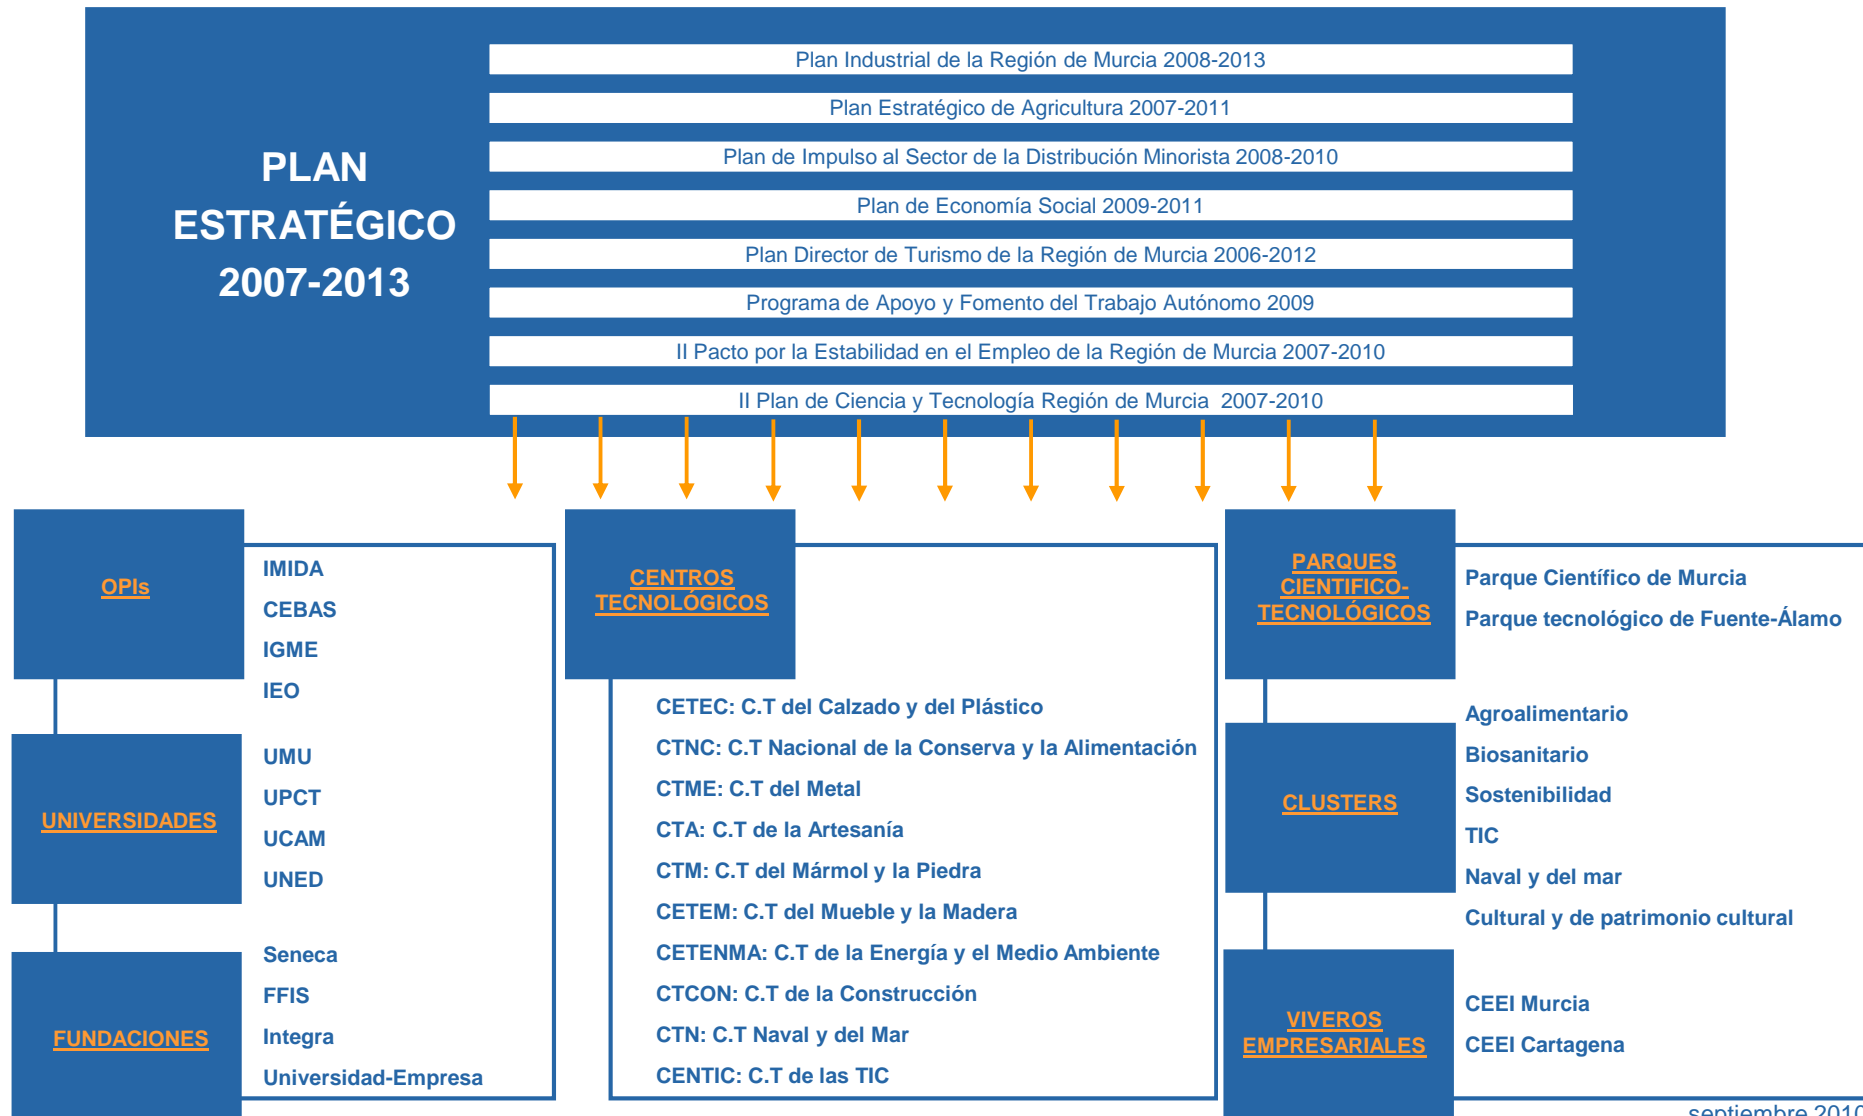 PLAN
ESTRATÉGICO
2007-2013
Plan Industrial de la Región de Murcia 2008-2013
Plan Estratégico de Agricultura 2007-2011
Plan de Impulso al Sector de la Distribución Minorista 2008-2010
Plan de Economía Social 2009-2011
Plan Director de Turismo de la Región de Murcia 2006-2012
Programa de Apoyo y Fomento del Trabajo Autónomo 2009
II Pacto por la Estabilidad en el Empleo de la Región de Murcia 2007-2010
II Plan de Ciencia y Tecnología Región de Murcia 2007-2010
OPIs
IMIDA
CEBAS
IGME
IEO
UNIVERSIDADES
UMU
UPCT
UCAM
UNED
FUNDACIONES
Seneca
FFIS
Integra
Universidad-Empresa
CENTROS
TECNOLÓGICOS
CETEC: C.T del Calzado y del Plástico
CTNC: C.T Nacional de la Conserva y la Alimentación
CTME: C.T del Metal
CTA: C.T de la Artesanía
CTM: C.T del Mármol y la Piedra
CETEM: C.T del Mueble y la Madera
CETENMA: C.T de la Energía y el Medio Ambiente
CTCON: C.T de la Construcción
CTN: C.T Naval y del Mar
CENTIC: C.T de las TIC
PARQUES
CIENTIFICO-
TECNOLÓGICOS
Parque Científico de Murcia
Parque tecnológico de Fuente-Álamo
CLUSTERS
Agroalimentario
Biosanitario
Sostenibilidad
TIC
Naval y del mar
Cultural y de patrimonio cultural
VIVEROS
EMPRESARIALES
CEEI Murcia
CEEI Cartagena
septiembre 2010